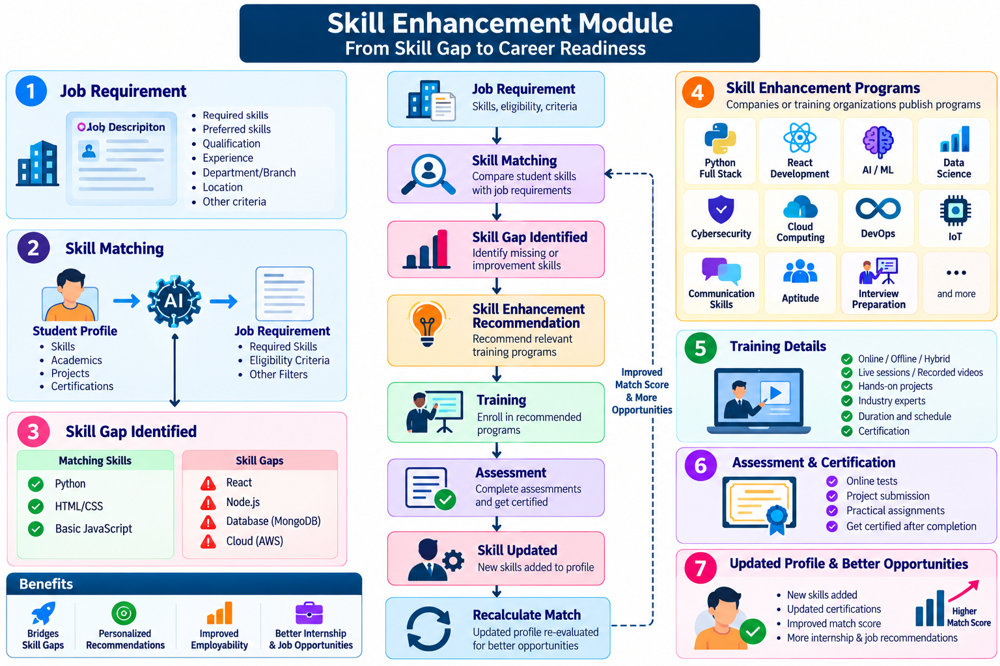 Skill Enhancement Module
From Skill Gap to Career Readiness
1
Job Requirement
Job Descripiton
• Required skills
• Preferred skills
• Qualification
• Experience
• Department/Branch
• Location
• Other criteria
2
Skill Matching
AI
Student Profile
• Skills
• Academics
• Projects
• Certifications
Job Requirement
• Required Skills
• Eligibility Criteria
• Other Filters
3
Skill Gap Identified
Matching Skills
Python
HTML/CSS
Basic JavaScript
Skill Gaps
React
Node.js
Database (MongoDB)
Cloud (AWS)
Benefits
Bridges
Skill Gaps
Personalized
Recommendations
Improved
Employability
Better Internship
& Job Opportunities
Job Requirement
Skills, eligibility, criteria
Skill Matching
Compare student skills
with job requirements
Skill Gap Identified
Identify missing or
improvement skills
Skill Enhancement
Recommendation
Recommend relevant
training programs
Training
Enroll in recommended
programs
Assessment
Complete assesmments
and get certified
Skill Updated
New skills added to profile
Recalculate Match
Updated profile re-evaluated
for better opportunities
Improved
Match Score
& More
Opportunities
4
Skill Enhancement Programs
Companies or training organizations publish programs
Python
Full Stack
React
Development
AI / ML
Data
Science
Cybersecurity
Cloud
Computing
DevOps
IoT
Communication
Skills
Aptitude
Interview
Preparation
•••
and more
5
Training Details
Online / Offline / Hybrid
Live sessions / Recorded videos
Hands-on projects
Industry experts
Duration and schedule
Certification
6
Assessment & Certification
Online tests
Project submission
Practical assignments
Get certified after completion
7
Updated Profile & Better Opportunities
• New skills added
• Updated certifications
• Improved match score
• More internship & job recommendations
Higher
Match Score